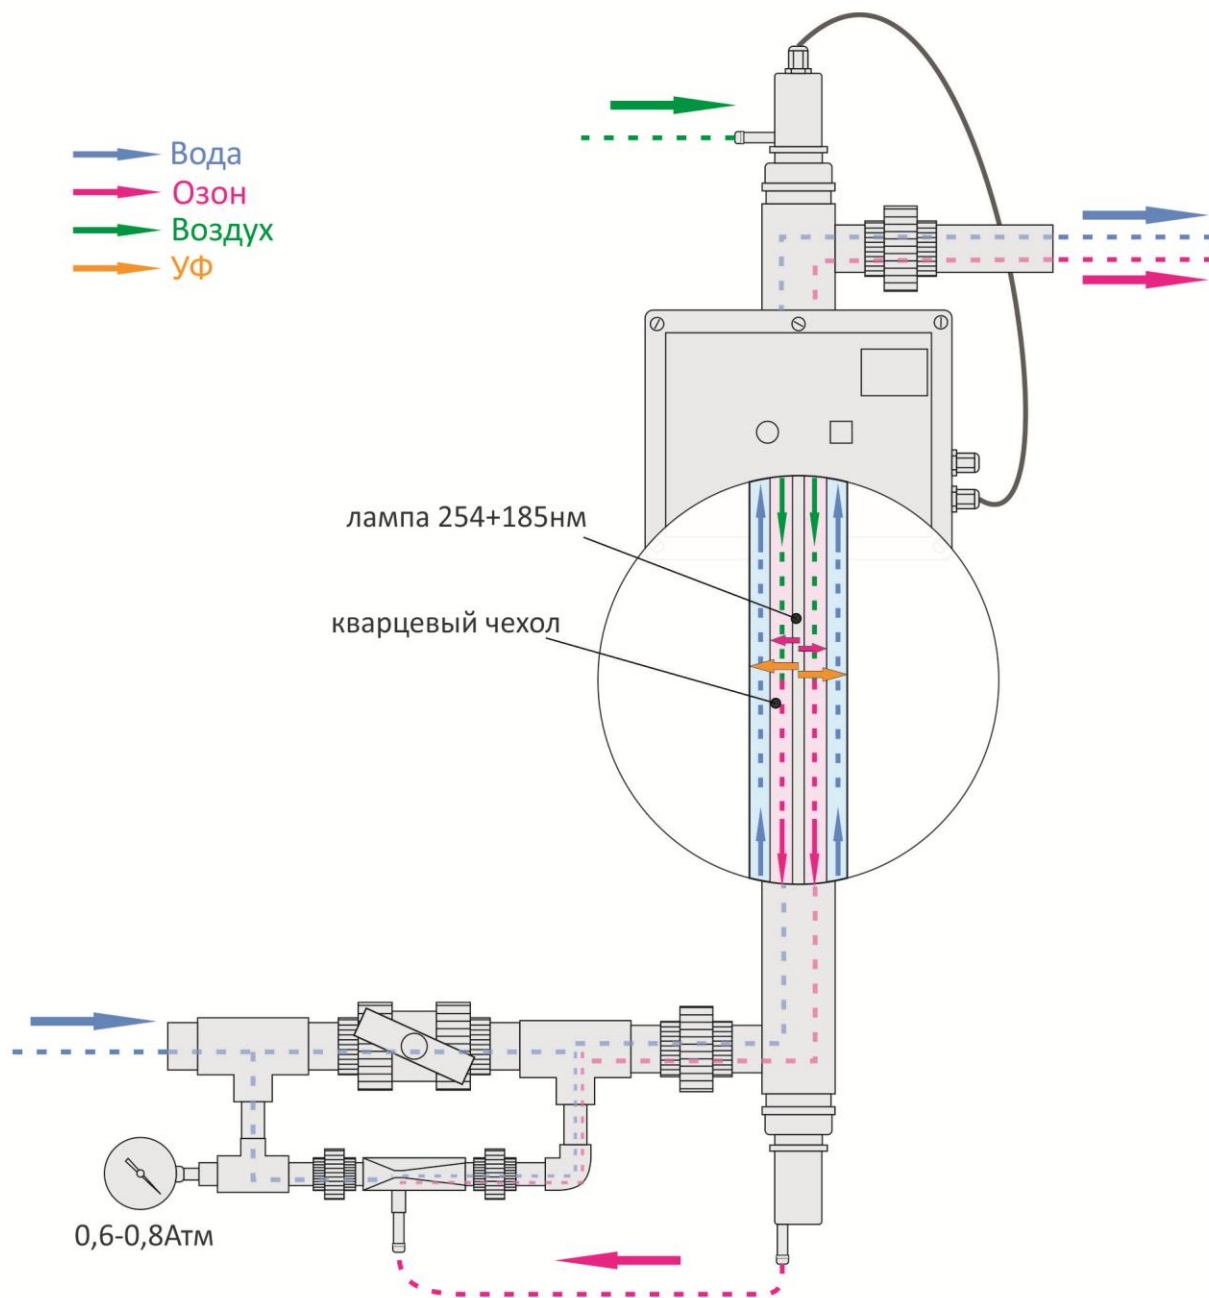 Вода
Озон
Воздух
УФ
лампа 254+185нм
кварцевый чехол
0,6-0,8Атм